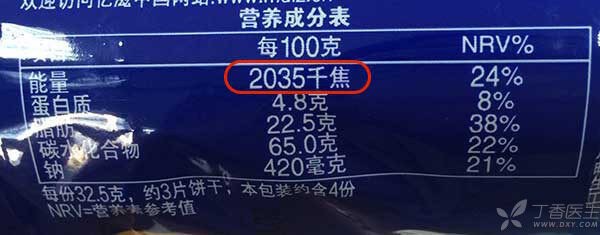 营养成分表
每100克 NRV%
能量 2035千焦 24%
蛋白质 4.8克 8%
脂肪 22.5克 38%
碳水化合物 65.0克 22%
钠 420毫克 21%
每份32.5克，约3片饼干，本包装约含4份
NRV=营养素参考值
丁香医生
WWW.DXY.COM